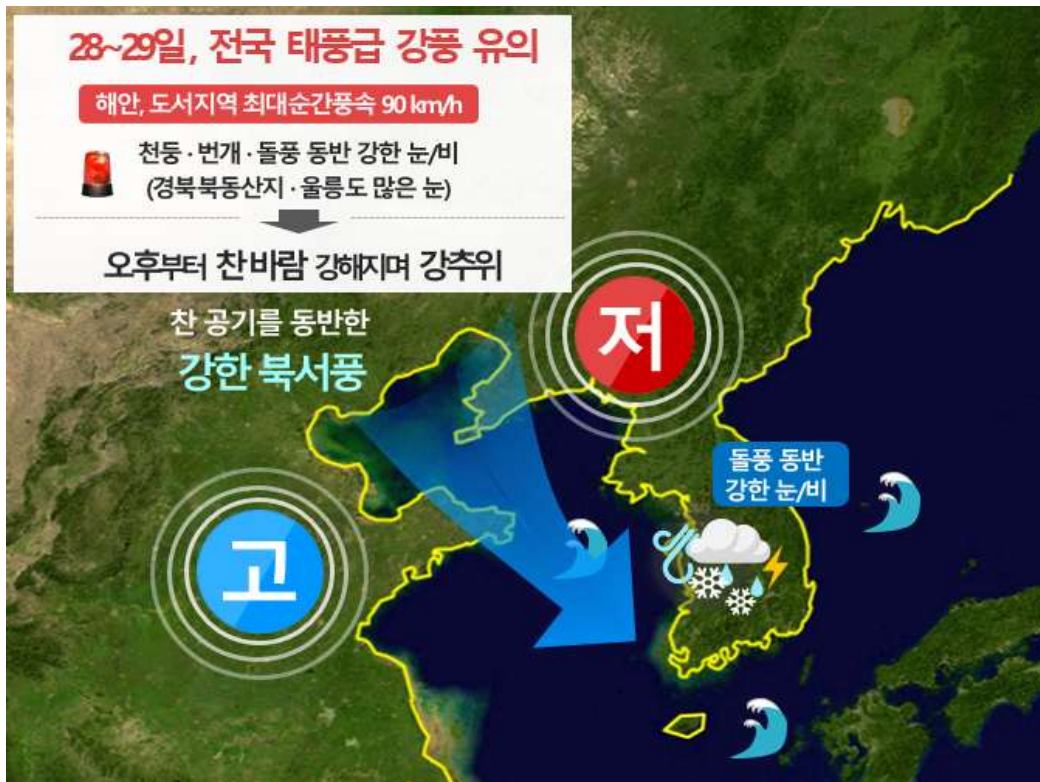 28~29일, 전국 태풍급 강풍 유의
해안, 도서지역 최대순간풍속 90 km/h
천둥·번개·돌풍 동반 강한 눈/비
(경북북동산지·울릉도 많은 눈)
오후부터 찬바람 강해지며 강추위
찬 공기를 동반한
강한 북서풍
저
돌풍 동반
강한 눈/비
고